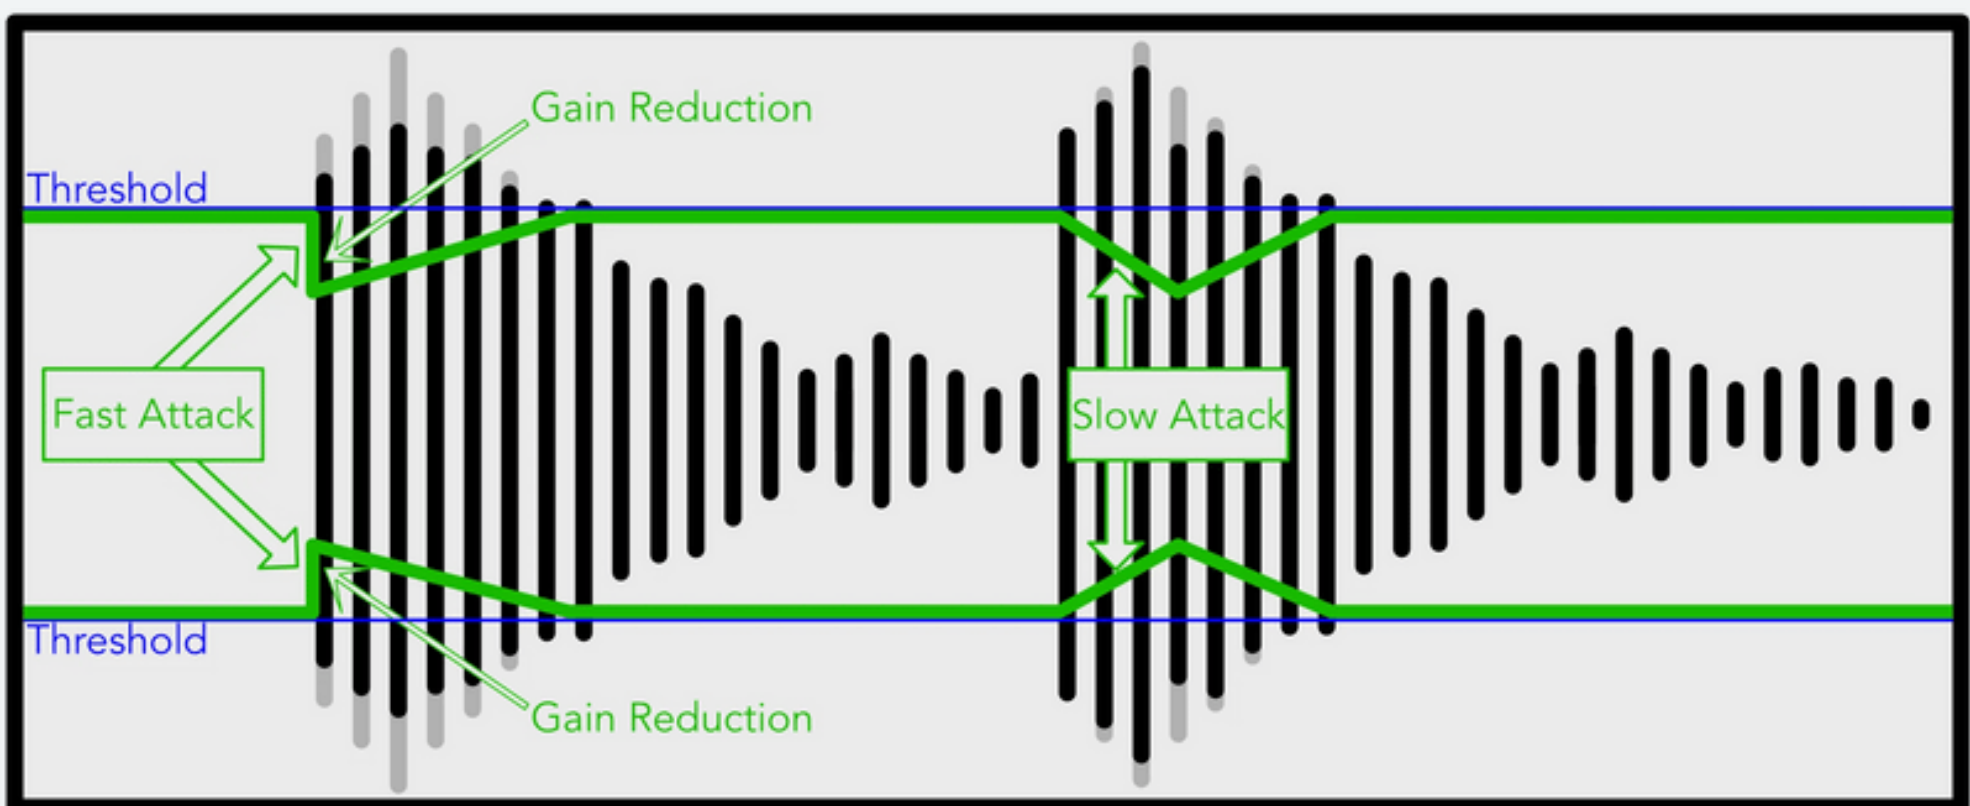 Gain Reduction
Threshold
Fast Attack
Slow Attack
Threshold
Gain Reduction